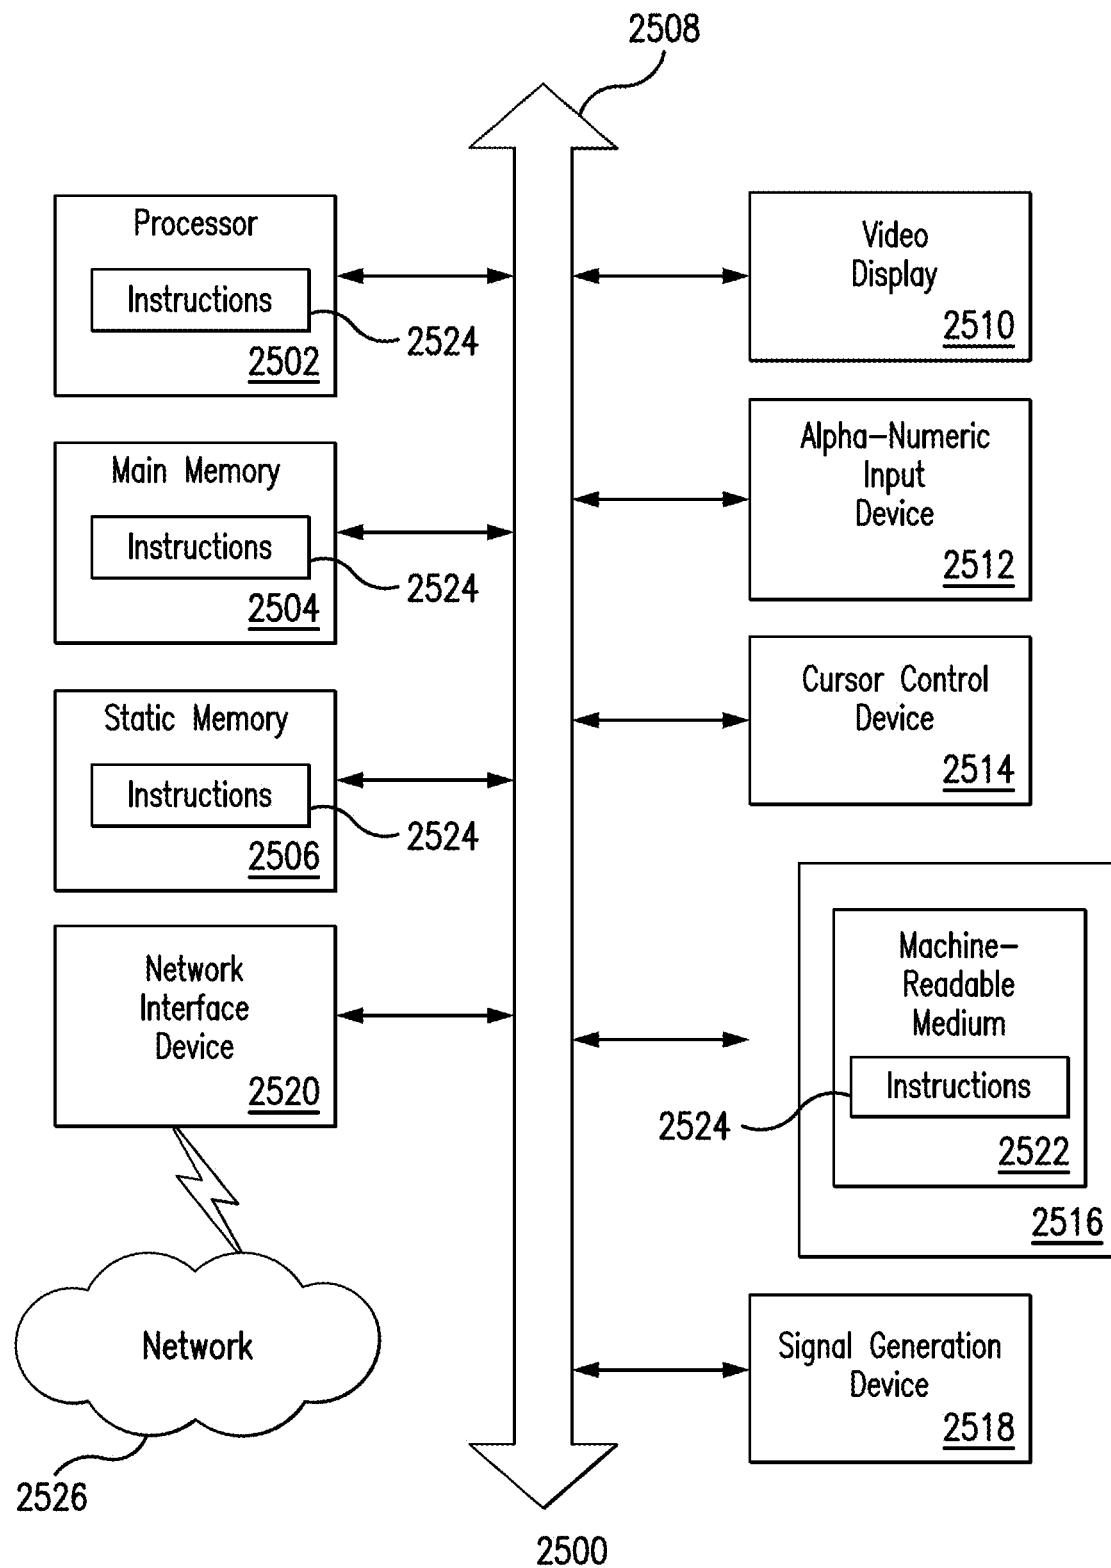 2508
Processor
Instructions
2524
2502
Main Memory
Instructions
2524
2504
Static Memory
Instructions
2524
2506
Network
Interface
Device
2520
Network
2526
Video
Display
2510
Alpha-Numeric
Input
Device
2512
Cursor Control
Device
2514
Machine-
Readable
Medium
Instructions
2524
2522
2516
Signal Generation
Device
2518
2500